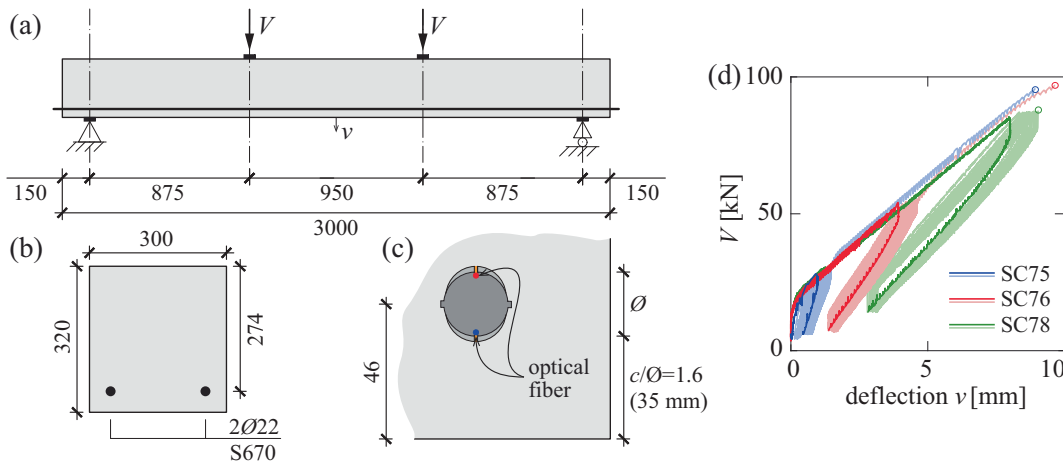 (a)
V
V
v
150
875
950
875
150
3000
(b)
300
320
274
2Ø22
S670
(c)
46
optical
fiber
Ø
c/Ø=1.6
(35 mm)
(d)
100
50
0
V [kN]
SC75
SC76
SC78
0
5
10
deflection v [mm]